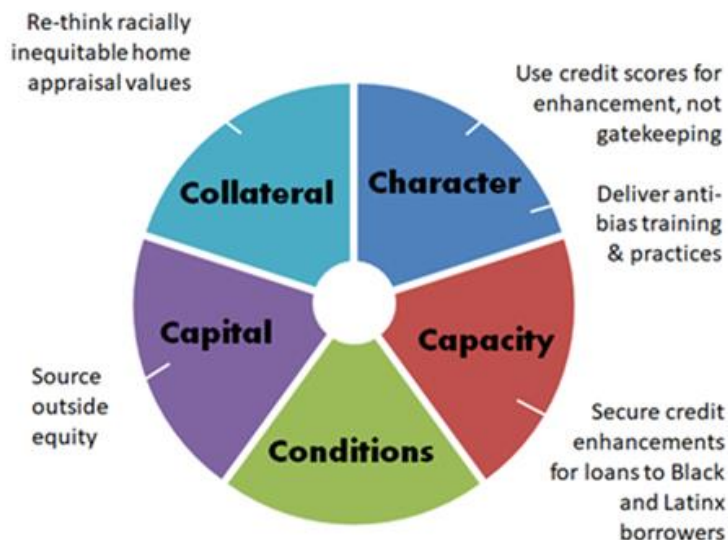 Re-think racially
inequitable home
appraisal values
Use credit scores for
enhancement, not
gatekeeping
Collateral
Character
Deliver anti-
bias training
& practices
Capital
Capacity
Source
outside
equity
Conditions
Secure credit
enhancements
for loans to Black
and Latinx
borrowers